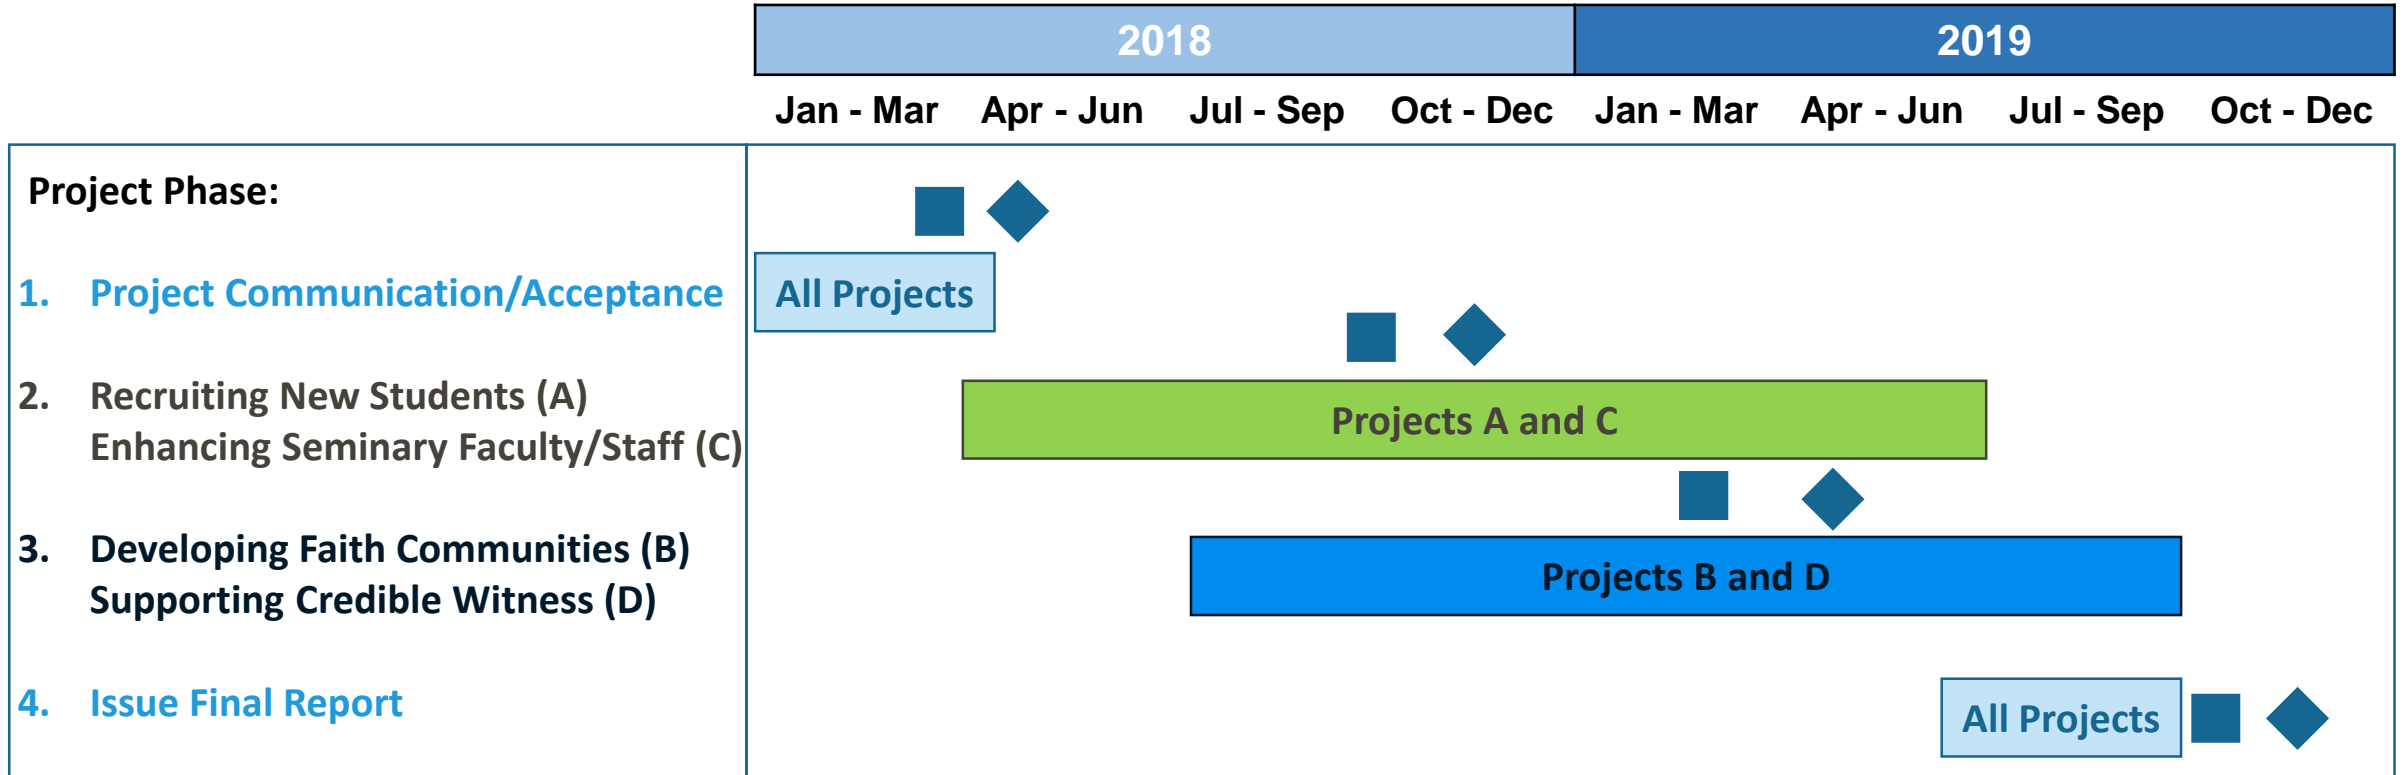 2018 2019
Jan - Mar Apr - Jun Jul - Sep Oct - Dec Jan - Mar Apr - Jun Jul - Sep Oct - Dec
Project Phase:
1. Project Communication/Acceptance
All Projects
2. Recruiting New Students (A)
Enhancing Seminary Faculty/Staff (C)
Projects A and C
3. Developing Faith Communities (B)
Supporting Credible Witness (D)
Projects B and D
4. Issue Final Report
All Projects